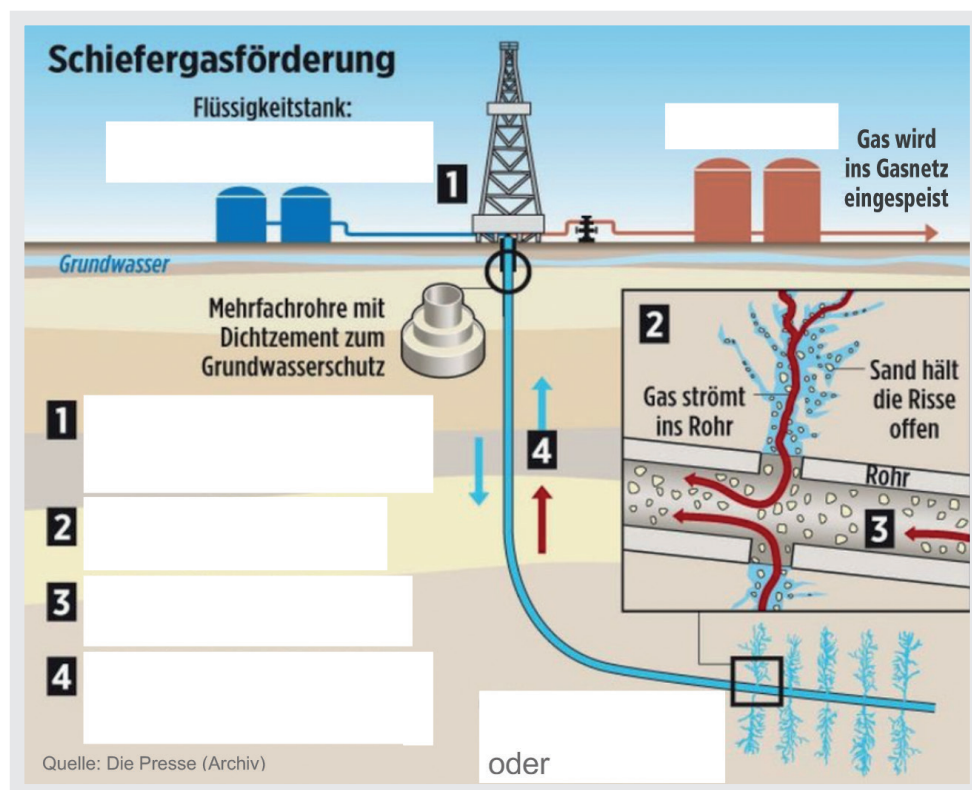 Schiefergasförderung
Flüssigkeitstank:
1
Gas wird
ins Gasnetz
eingespeist
Grundwasser
Mehrfachrohre mit
Dichtzement zum
Grundwasserschutz
2
Gas strömt
ins Rohr
Sand hält
die Risse
offen
Rohr
3
4
1
2
3
4
oder
Quelle: Die Presse (Archiv)